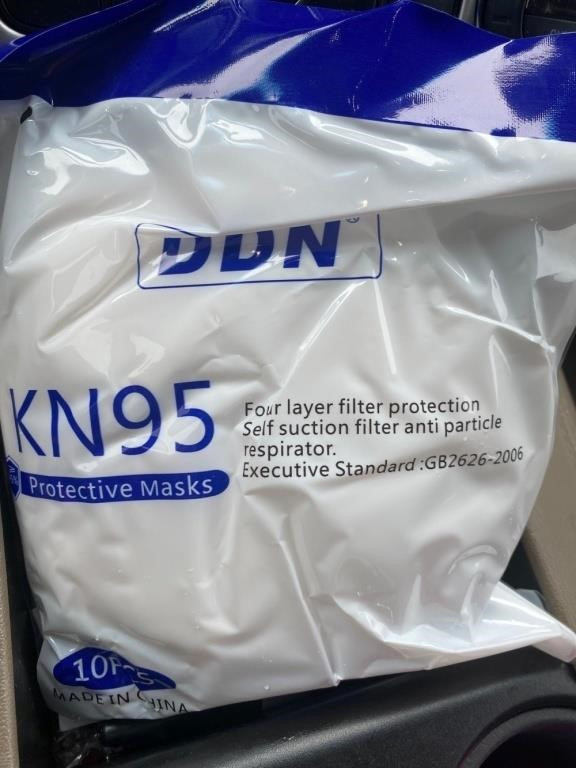 DDN®
KN95
Protective Masks
Four layer filter protection
Self suction filter anti particle
respirator.
Executive Standard :GB2626-2006
10PCS
MADE IN CHINA